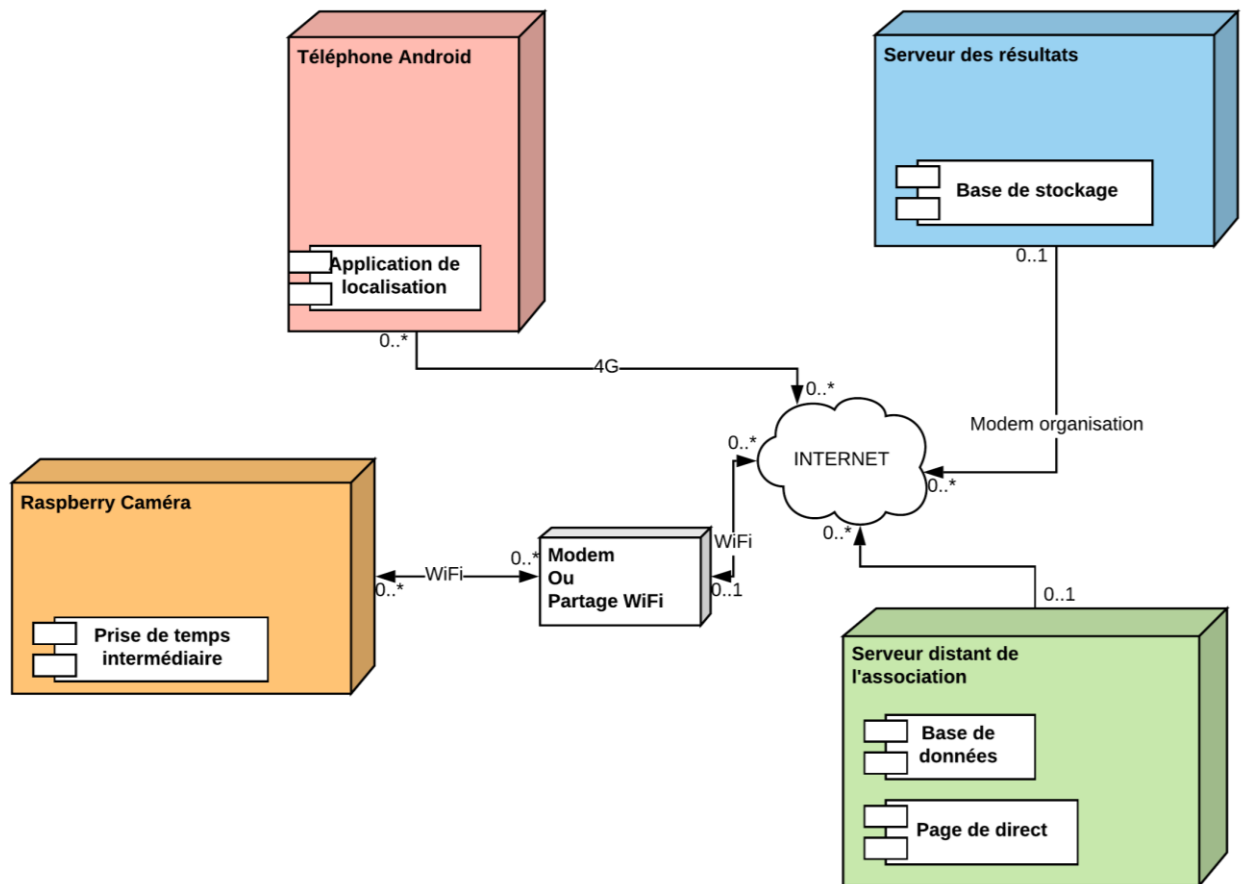 Téléphone Android
Application de
localisation
0..*
4G
0..*
Serveur des résultats
Base de stockage
0..1
Modem organisation
0..*
INTERNET
0..*
WiFi
0..1
Raspberry Caméra
Prise de temps
intermédiaire
0..*
WiFi
0..*
Modem
Ou
Partage WiFi
0..*
0..1
Serveur distant de
l'association
Base de
données
Page de direct